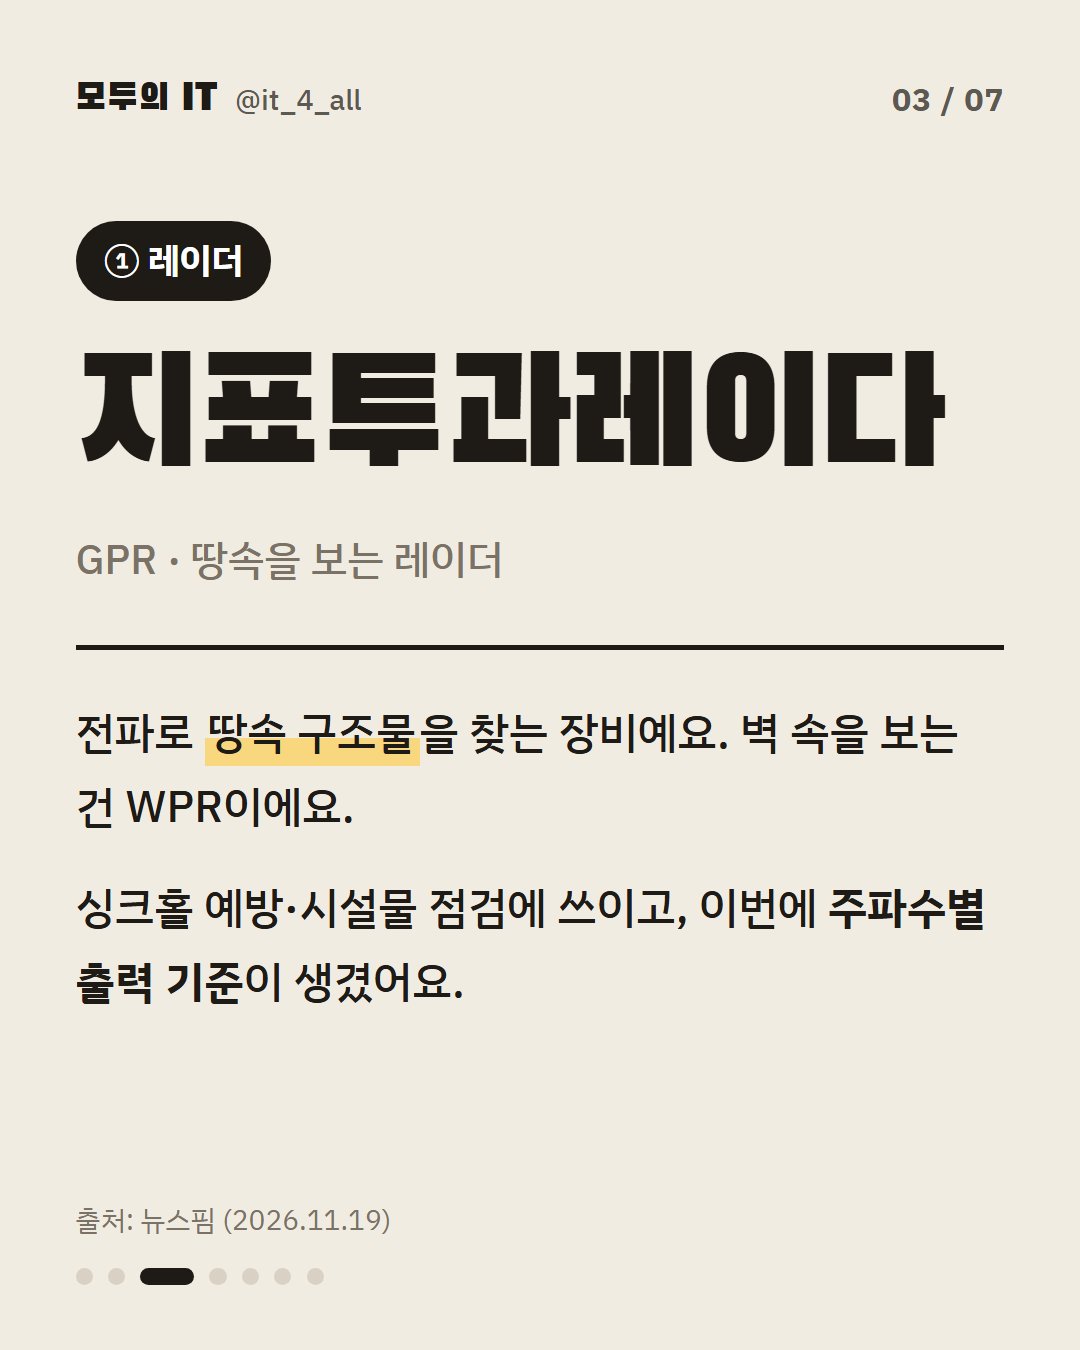 모두의 IT @it_4_all
03 / 07
① 레이더
지표투과레이다
GPR · 땅속을 보는 레이더
전파로 땅속 구조물을 찾는 장비예요. 벽 속을 보는
건 WPR이에요.
싱크홀 예방·시설물 점검에 쓰이고, 이번에 주파수별
출력 기준이 생겼어요.
출처: 뉴스핌 (2026.11.19)